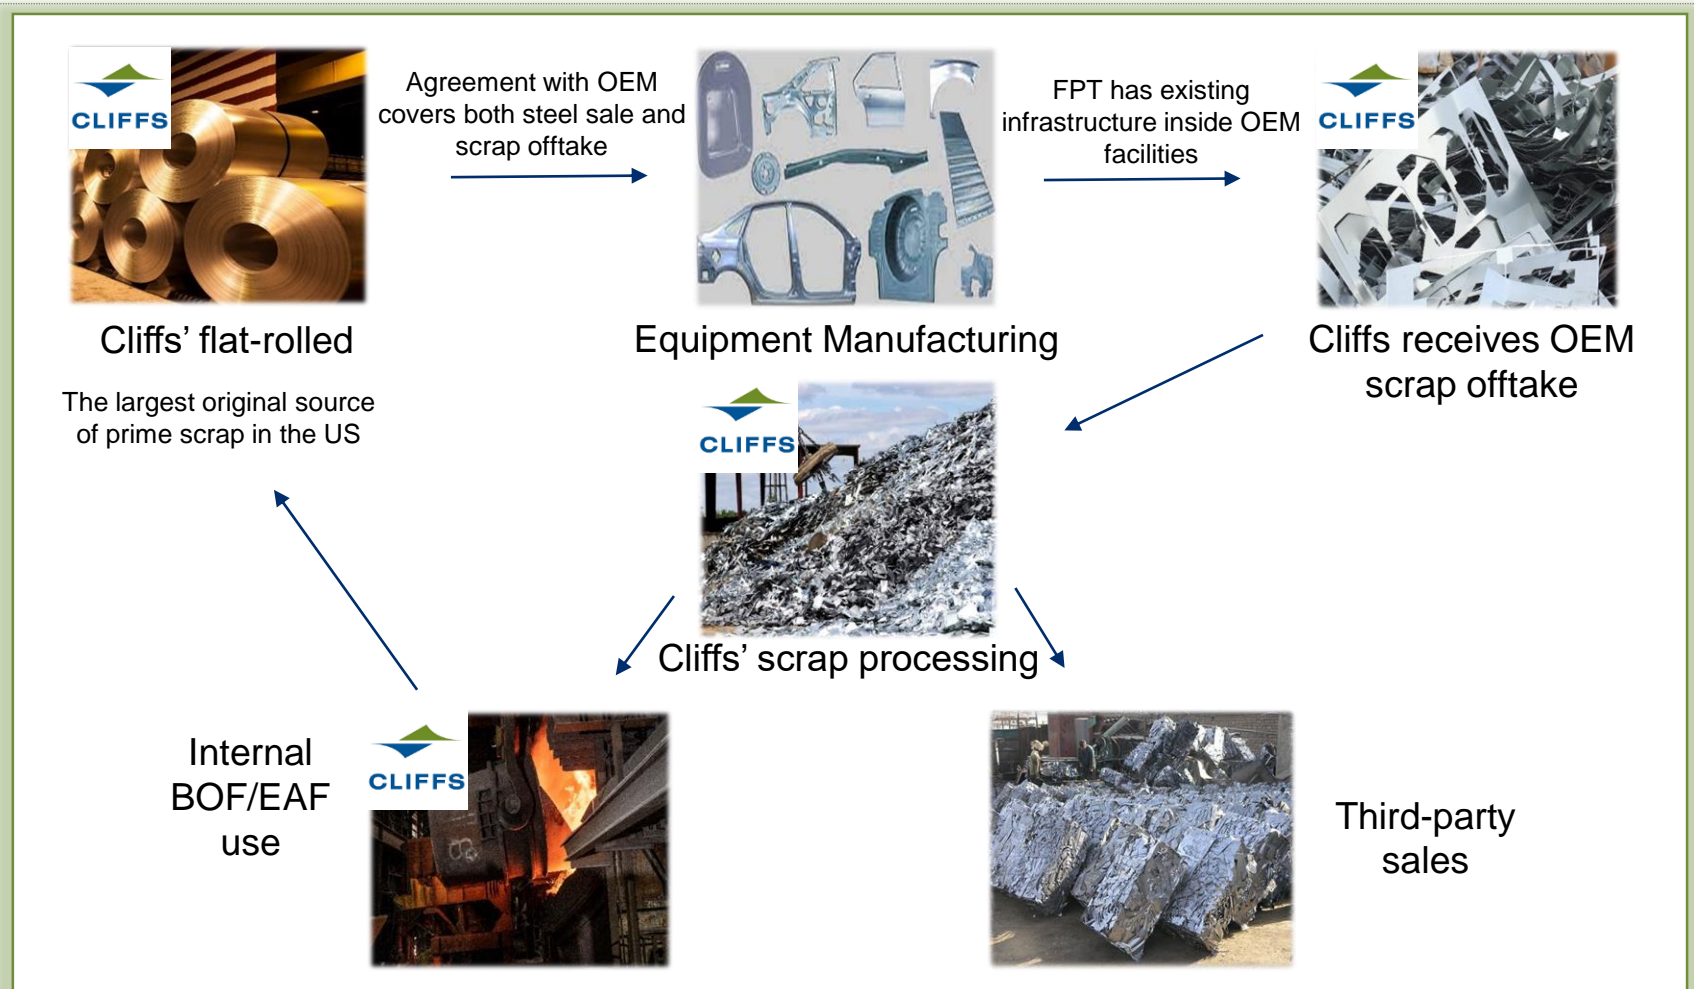 CLIFFS
Agreement with OEM
covers both steel sale and
scrap offtake
FPT has existing
infrastructure inside OEM
facilities
CLIFFS
Cliffs’ flat-rolled
The largest original source
of prime scrap in the US
Equipment Manufacturing
Cliffs receives OEM
scrap offtake
CLIFFS
Cliffs’ scrap processing
Internal
BOF/EAF
use
CLIFFS
Third-party
sales